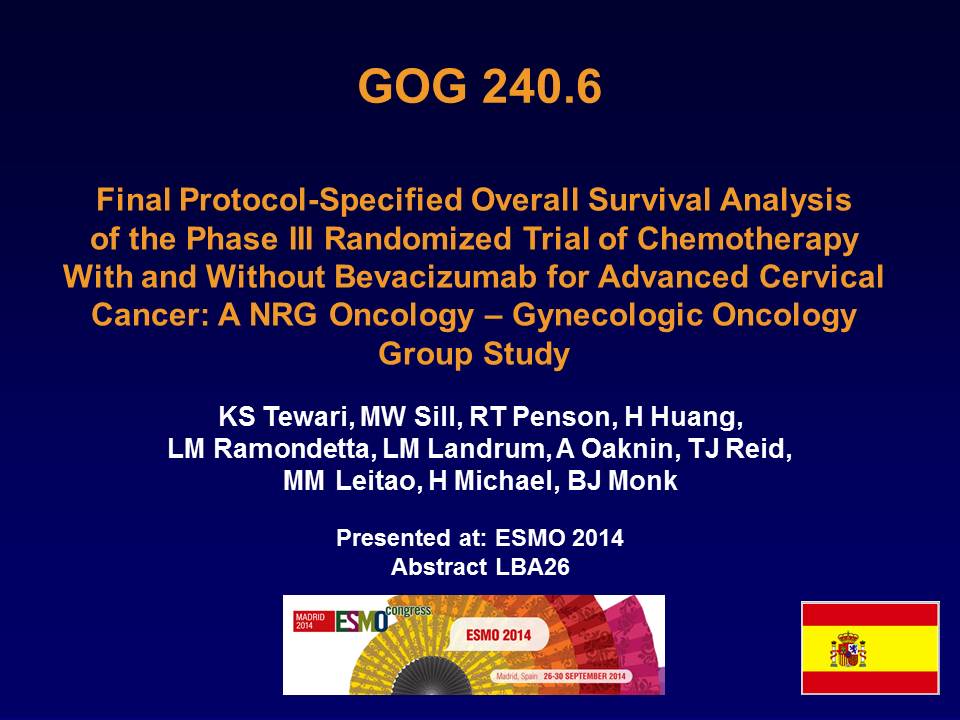 GOG 240.6
Final Protocol-Specified Overall Survival Analysis
of the Phase III Randomized Trial of Chemotherapy
With and Without Bevacizumab for Advanced Cervical
Cancer: A NRG Oncology – Gynecologic Oncology
Group Study
KS Tewari, MW Sill, RT Penson, H Huang,
LM Ramondetta, LM Landrum, A Oaknin, TJ Reid,
MM Leitao, H Michael, BJ Monk
Presented at: ESMO 2014
Abstract LBA26
MADRID
2014
ESMO congress
ESMO 2014
Madrid, Spain 26-30 SEPTEMBER 2014